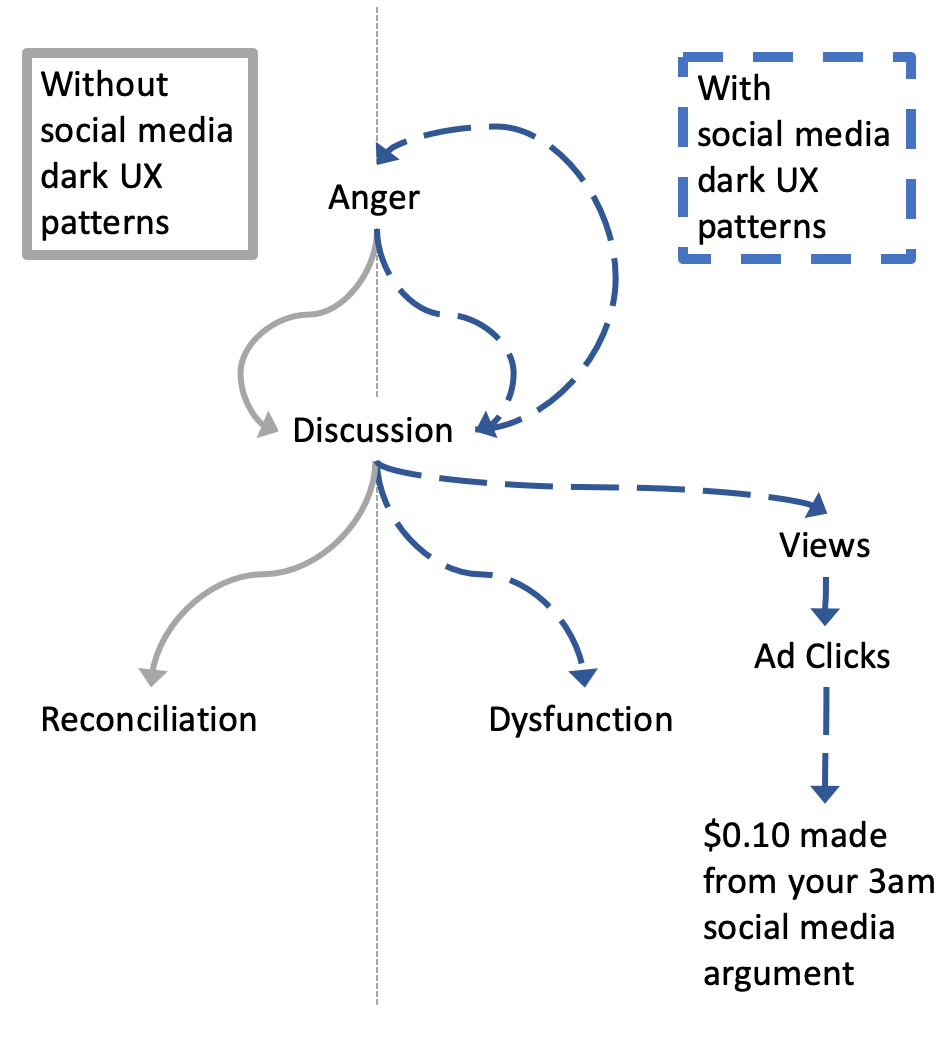 Without
social media
dark UX
patterns
With
social media
dark UX
patterns
Anger
Discussion
Views
Ad Clicks
Reconciliation
Dysfunction
$0.10 made
from your 3am
social media
argument